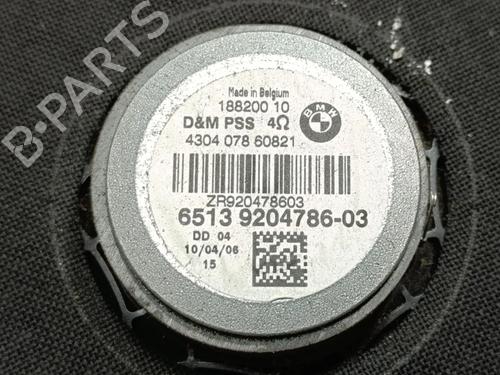 B-PARTS
Made in Belgium
188200 10
BMW
D&M PSS 4Ω
4304 078 60821
ZR920478603
6513 9204786-03
DD 04
10/04/06
15